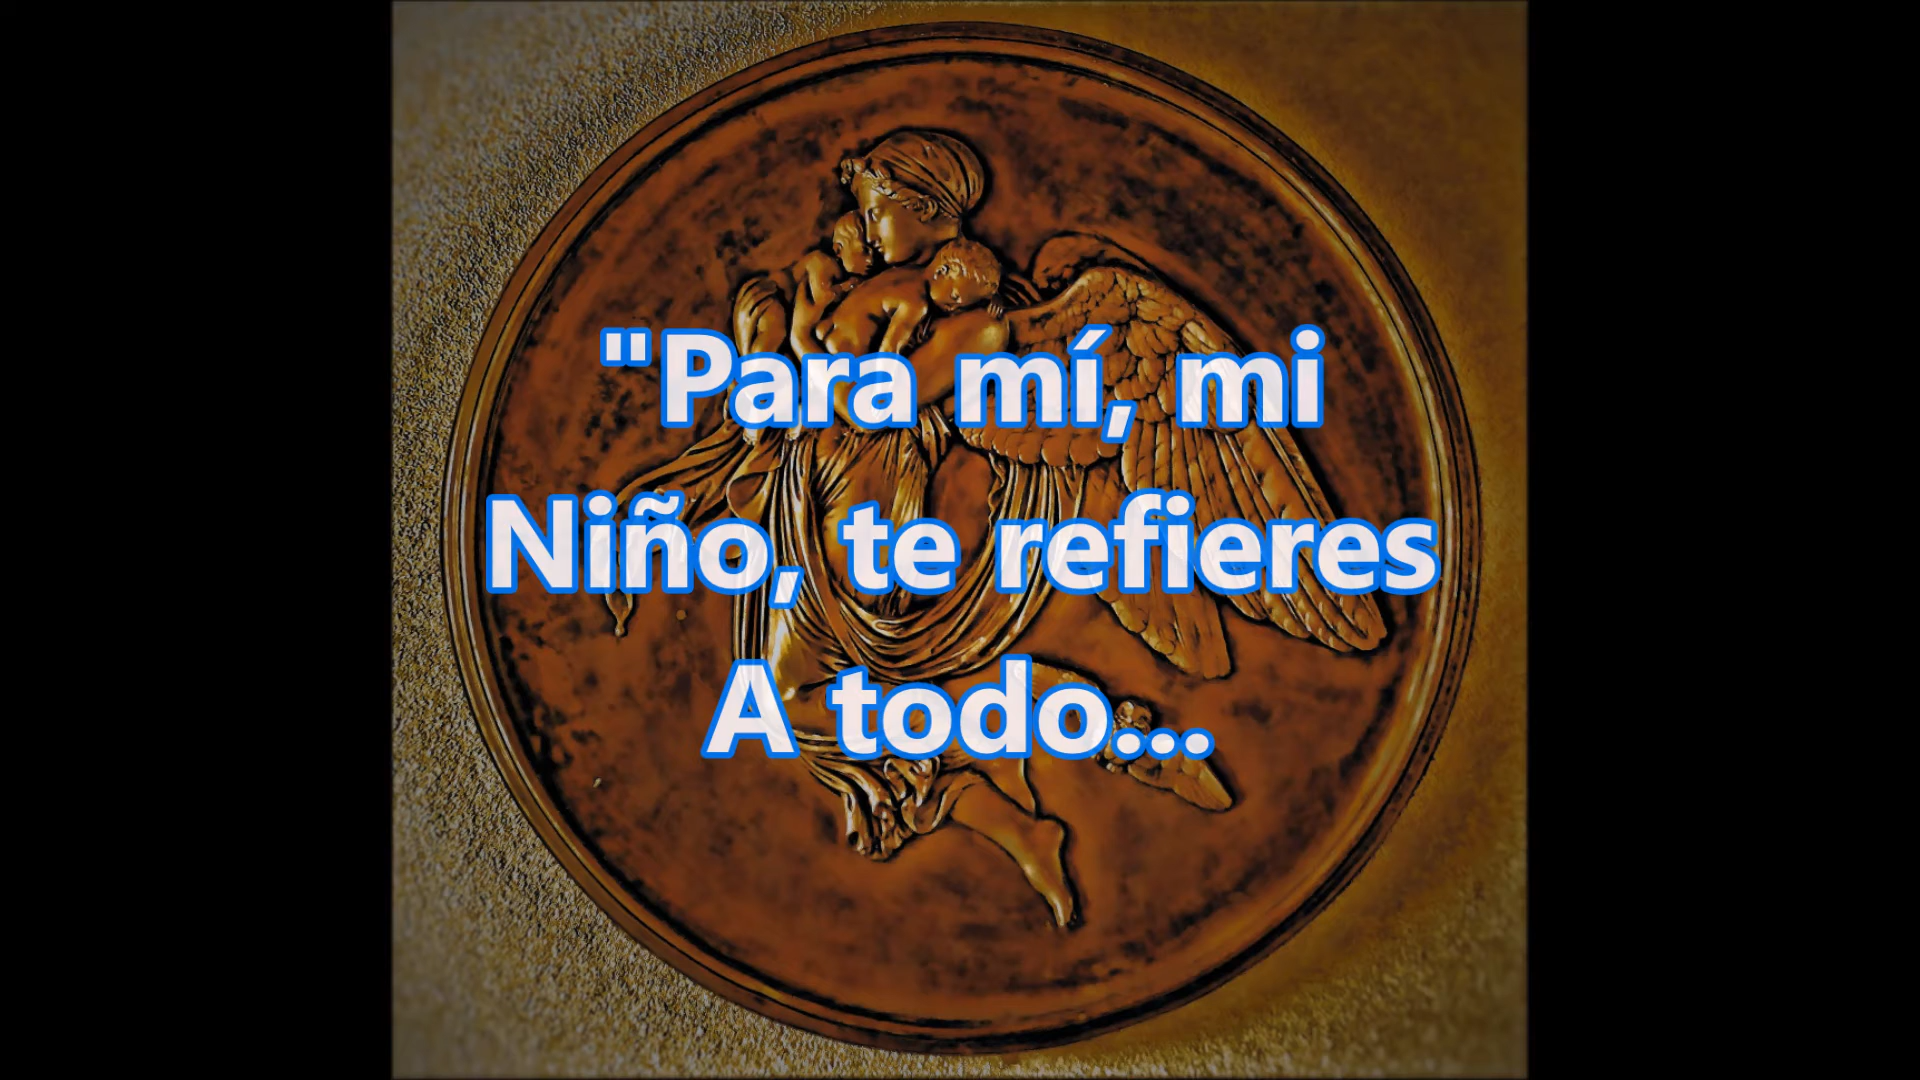 "Para mí, mi
Niño, te refieres
A todo...